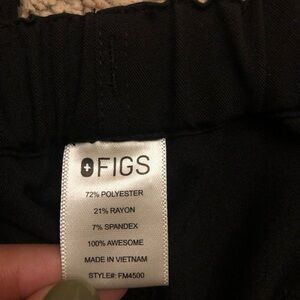 FIGS
72% POLYESTER
21% RAYON
7% SPANDEX
100% AWESOME
MADE IN VIETNAM
STYLE#: FM4500